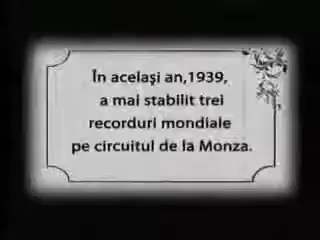 În acelaşi an,1939,
a mai stabilit trei
recorduri mondiale
pe circuitul de la Monza.